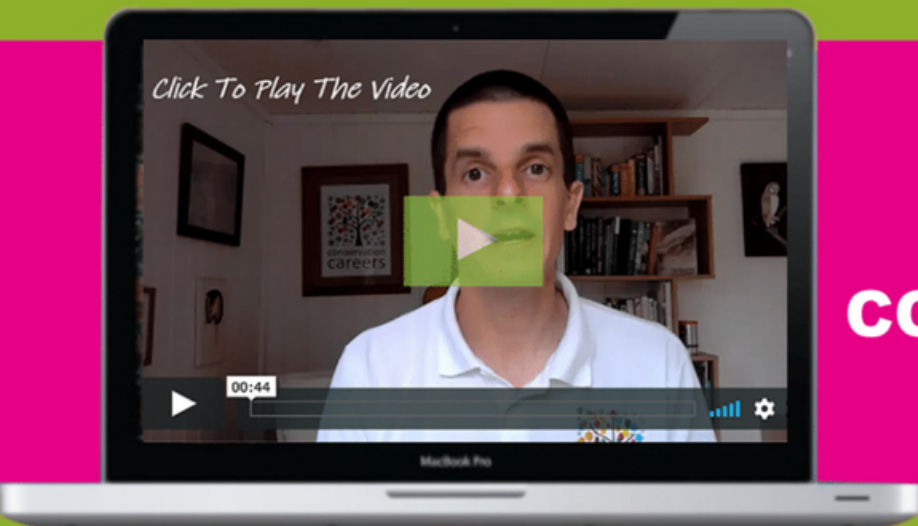 Click To Play The Video
conservation
careers
00:44
co
MacBook Pro